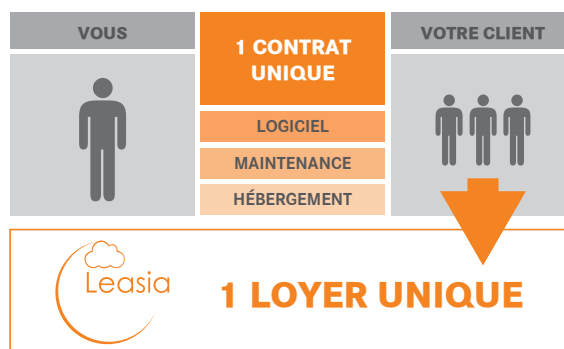 VOUS
1 CONTRAT
UNIQUE
VOTRE CLIENT
LOGICIEL
MAINTENANCE
HÉBERGEMENT
Leasia
1 LOYER UNIQUE